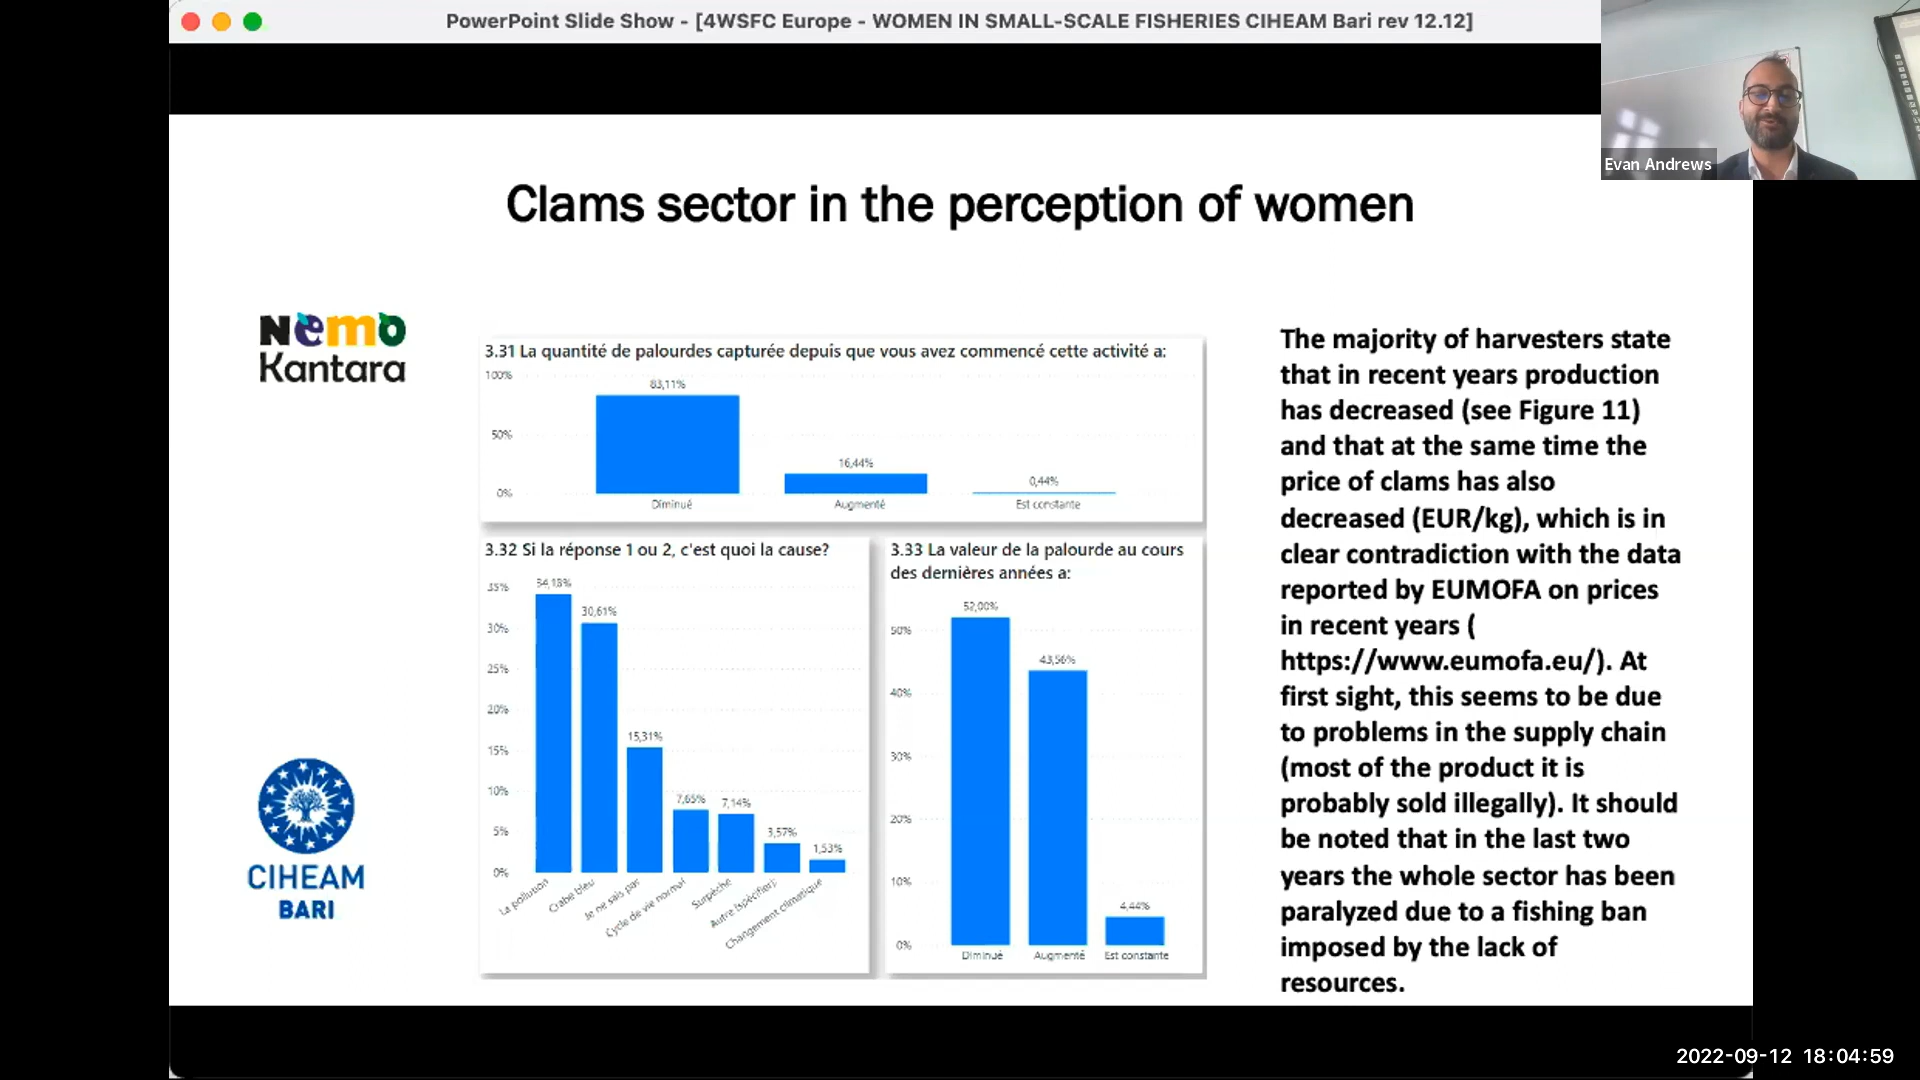 PowerPoint Slide Show - [4WSFC Europe - WOMEN IN SMALL-SCALE FISHERIES CIHEAM Bari rev 12.12]
Evan Andrews
Clams sector in the perception of women
Nemo
Kantara
CIHEAM
BARI
3.31 La quantité de palourdes capturée depuis que vous avez commencé cette activité a:
100%
50%
0%
83,11%
16,44%
0,44%
Diminué
Augmenté
Est constante
3.32 Si la réponse 1 ou 2, c'est quoi la cause?
35%
30%
25%
20%
15%
10%
5%
0%
34,18%
30,61%
15,31%
7,65%
7,14%
3,57%
1,53%
La pollution
Crabe bleu
Je ne sais pas
Cycle de vie normal
Surpêche
Autre (spécifier):
Changement climatique
3.33 La valeur de la palourde au cours
des dernières années a:
50%
40%
30%
20%
10%
0%
52,00%
43,56%
4,44%
Diminué
Augmenté
Est constante
The majority of harvesters state
that in recent years production
has decreased (see Figure 11)
and that at the same time the
price of clams has also
decreased (EUR/kg), which is in
clear contradiction with the data
reported by EUMOFA on prices
in recent years (
https://www.eumofa.eu/). At
first sight, this seems to be due
to problems in the supply chain
(most of the product it is
probably sold illegally). It should
be noted that in the last two
years the whole sector has been
paralyzed due to a fishing ban
imposed by the lack of
resources.
2022-09-12 18:04:59